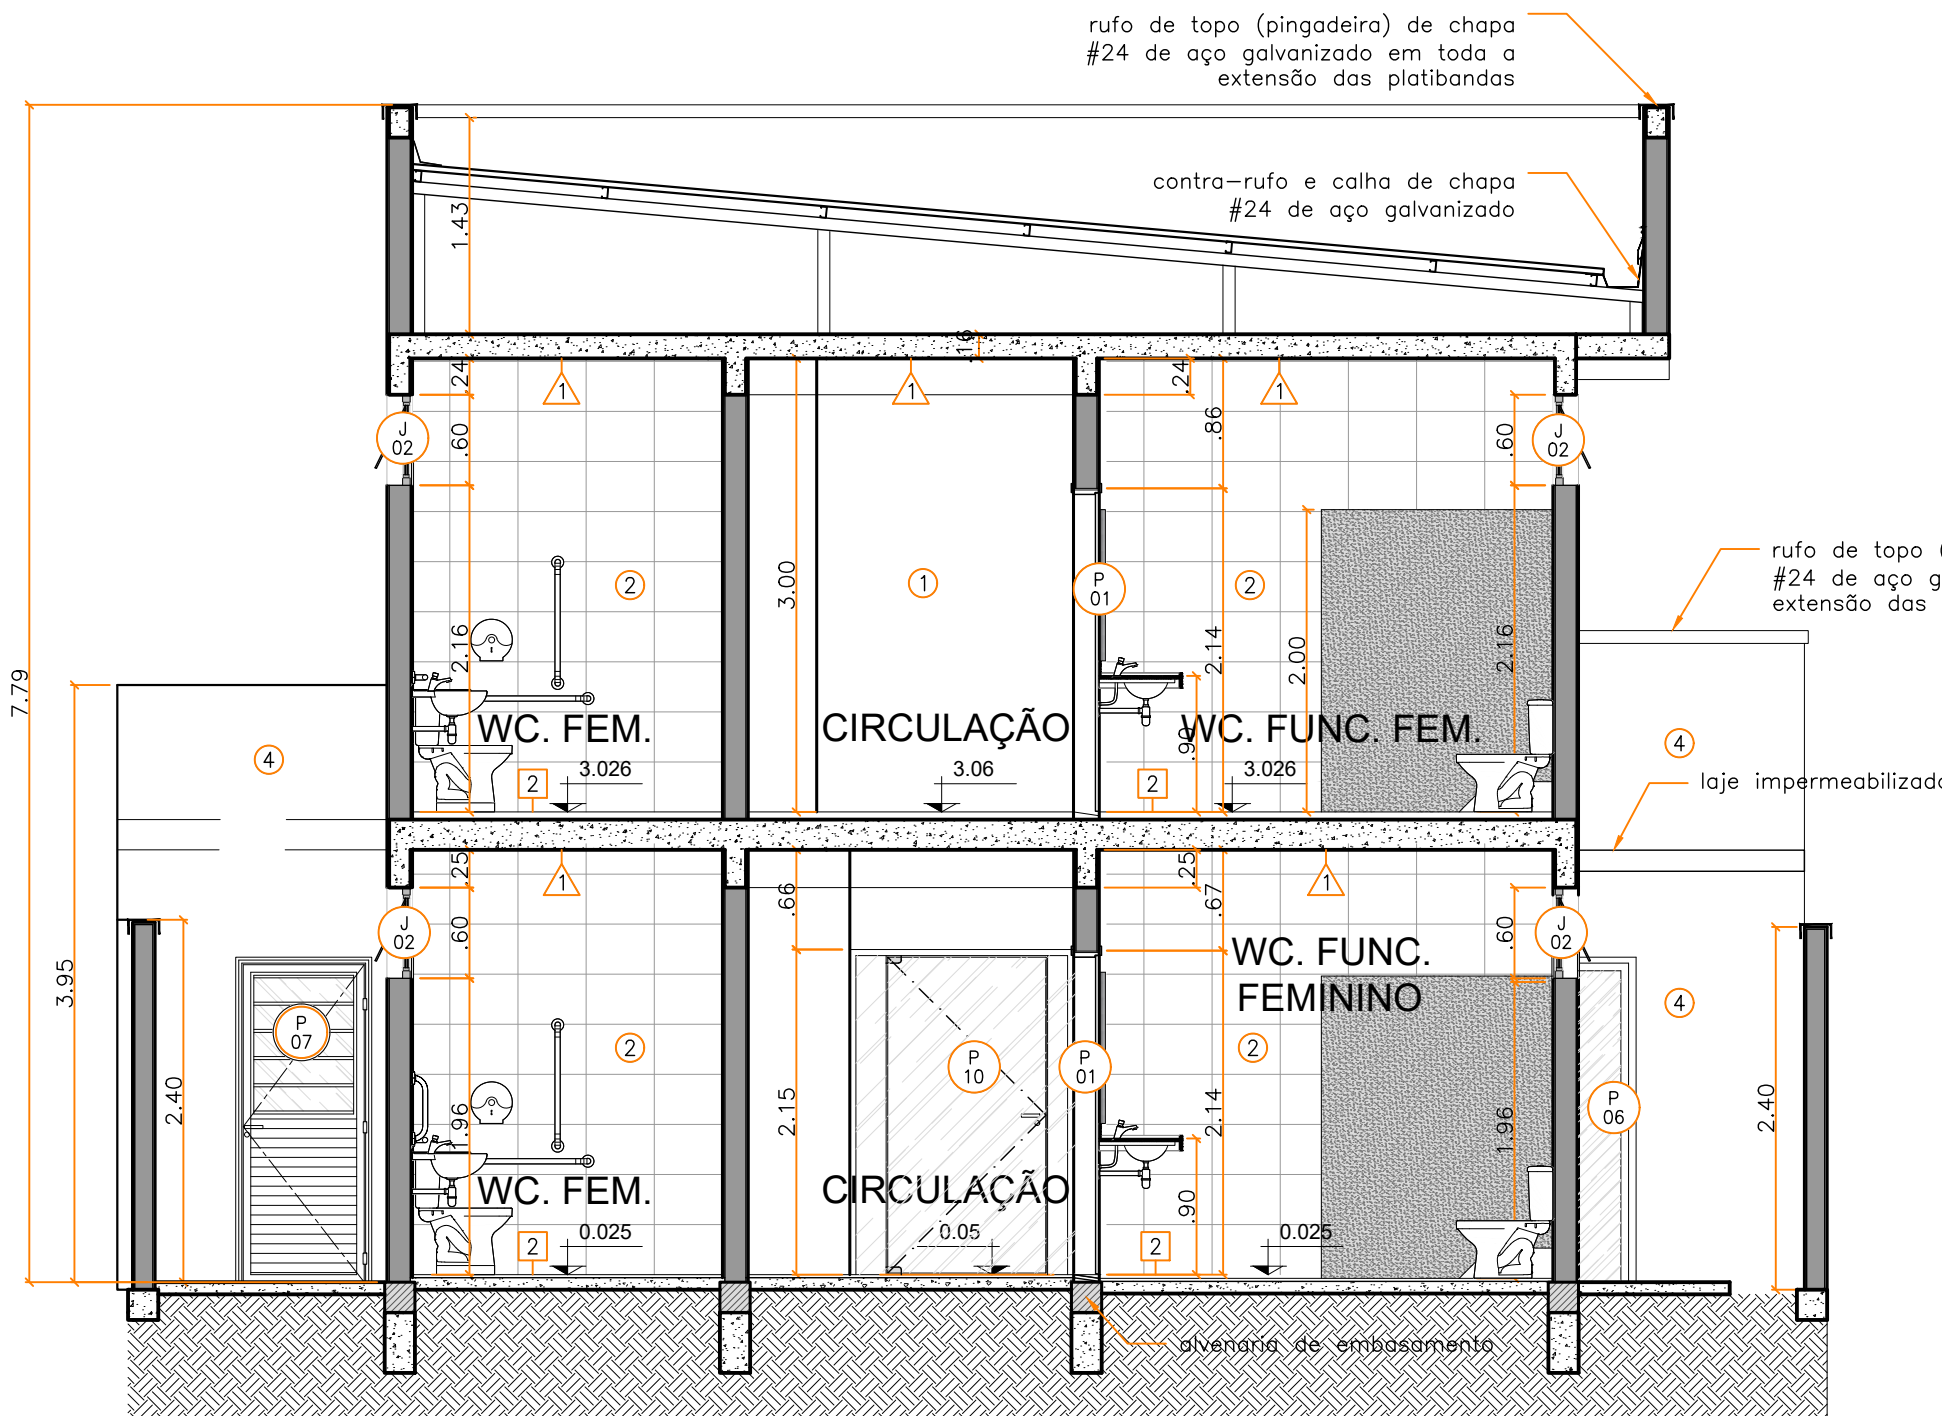 rufo de topo (pingadeira) de chapa
#24 de aço galvanizado em toda a
extensão das platibandas
contra-rufo e calha de chapa
#24 de aço galvanizado
1.43
.16
.24
1
1
.24
1
.86
J
02
.60
.60
J
02
7.79
3.00
2
1
P
01
2
rufo de topo (
#24 de aço g
extensão das
2.16
2.14
2.00
2.16
WC. FEM.
CIRCULAÇÃO
WC. FUNC. FEM.
4
4
.90
2
3.026
3.06
2
3.026
laje impermeabilizada
.25
1
.66
.25
.67
1
J
02
.60
.60
J
02
WC. FUNC.
FEMININO
3.95
P
07
2
P
10
P
01
2
4
2.40
.96
2.15
2.14
1.96
P
06
2.40
WC. FEM.
CIRCULAÇÃO
.90
2
0.025
0.05
2
0.025
alvenaria de embasamento